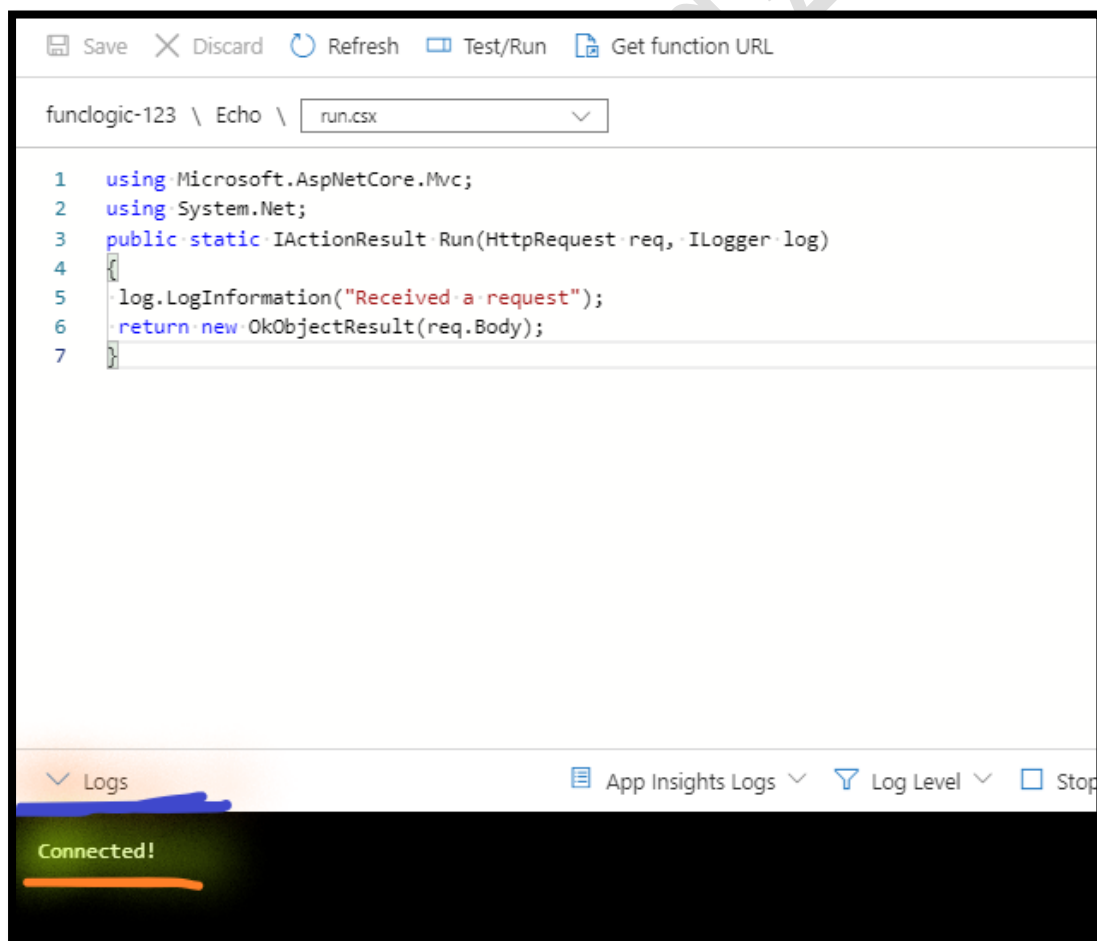 Save Discard Refresh Test/Run Get function URL
funclogic-123 \ Echo \ run.csx
1 using Microsoft.AspNetCore.Mvc;
2 using System.Net;
3 public static IActionResult Run(HttpRequest req, ILogger log)
4 {
5 log.LogInformation("Received a request");
6 return new OkObjectResult(req.Body);
7 }
Logs App Insights Logs Log Level Stop
Connected!